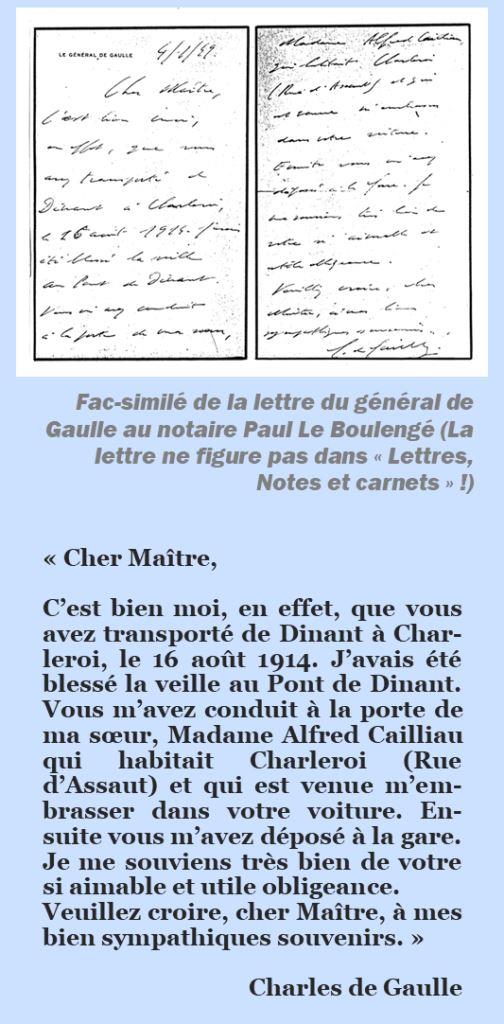 LE GÉNÉRAL DE GAULLE
4/1/49.
Cher Maître,
C'est bien moi,
en effet, que vous
avez transporté de
Dinant à Charleroi,
le 16 août 1914. J'avais
été blessé la veille
au Pont de Dinant.
Vous m'avez conduit
à la porte de ma sœur,
Madame Alfred Cailliau,
qui habitait Charleroi
(Rue d'Assaut) et qui
est venue m'embrasser
dans votre voiture.
Ensuite vous m'avez
déposé à la gare. Je
me souviens très bien de
votre si aimable et
utile obligeance.
Veuillez croire, cher
Maître, à mes bien
sympathiques souvenirs.
C. de Gaulle
Fac-similé de la lettre du général de
Gaulle au notaire Paul Le Boulengé (La
lettre ne figure pas dans « Lettres,
Notes et carnets » !)
« Cher Maître,
C'est bien moi, en effet, que vous
avez transporté de Dinant à Char-
leroi, le 16 août 1914. J'avais été
blessé la veille au Pont de Dinant.
Vous m'avez conduit à la porte de
ma sœur, Madame Alfred Cailliau
qui habitait Charleroi (Rue
d'Assaut) et qui est venue m'em-
brasser dans votre voiture. En-
suite vous m'avez déposé à la gare.
Je me souviens très bien de votre
si aimable et utile obligeance.
Veuillez croire, cher Maître, à mes
bien sympathiques souvenirs. »
Charles de Gaulle